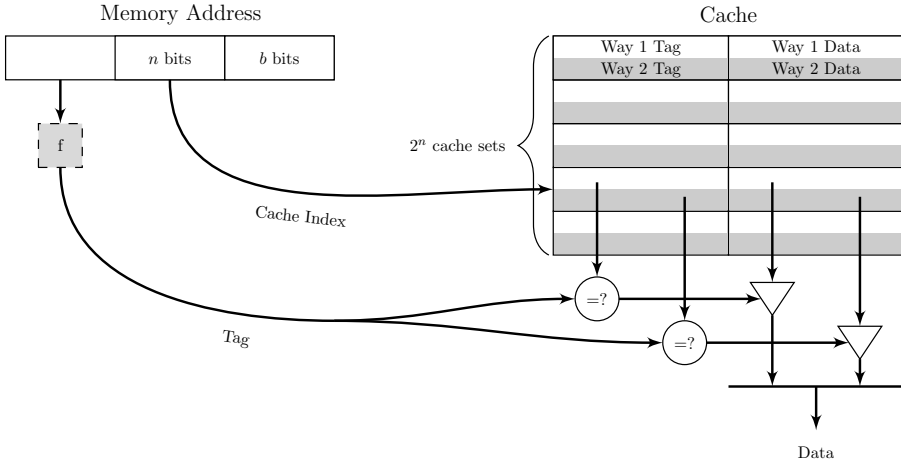 Memory Address
Cache
n bits
b bits
Way 1 Tag
Way 1 Data
Way 2 Tag
Way 2 Data
f
2^n cache sets
Cache Index
=?
=?
Tag
Data